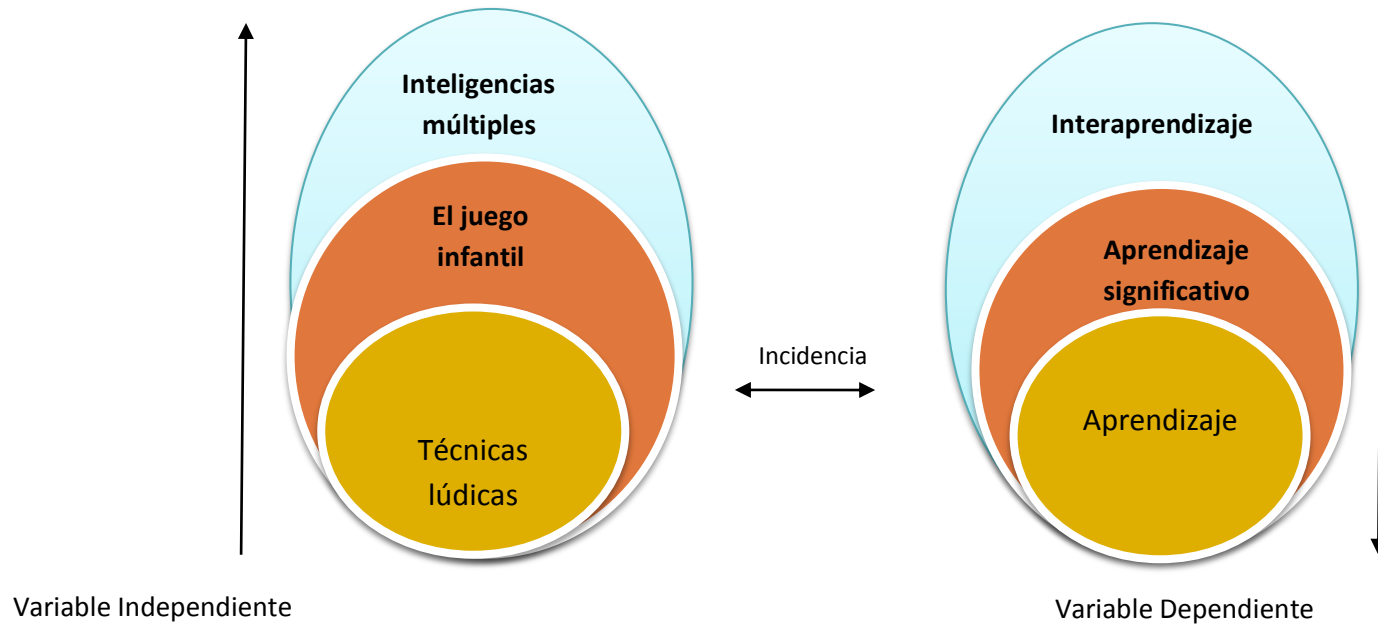 Inteligencias
múltiples
El juego
infantil
Técnicas
lúdicas
Variable Independiente
Incidencia
Interaprendizaje
Aprendizaje
significativo
Aprendizaje
Variable Dependiente